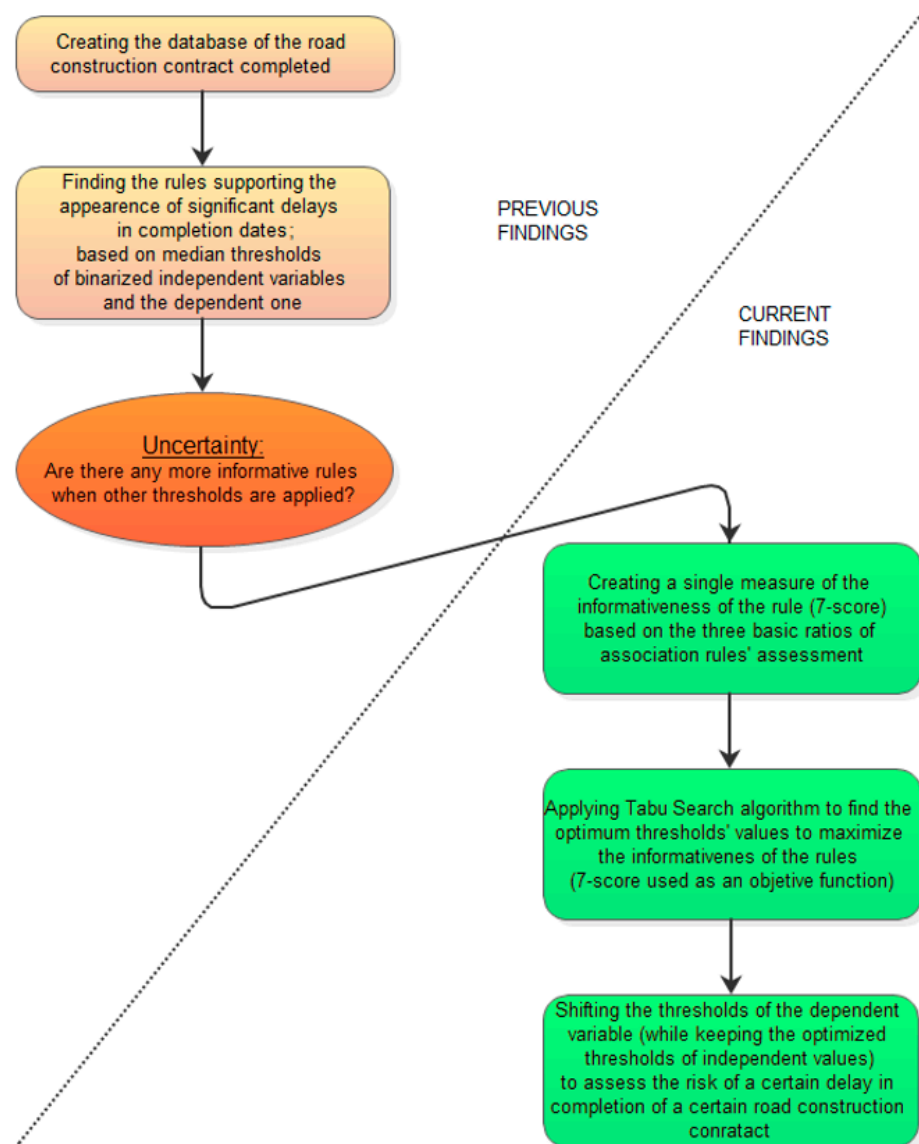 Creating the database of the road
construction contract completed
Finding the rules supporting the
appearence of significant delays
in completion dates;
based on median thresholds
of binarized independent variables
and the dependent one
PREVIOUS
FINDINGS
CURRENT
FINDINGS
Uncertainty:
Are there any more informative rules
when other thresholds are applied?
Creating a single measure of the
informativeness of the rule (7-score)
based on the three basic ratios of
association rules' assessment
Applying Tabu Search algorithm to find the
optimum thresholds' values to maximize
the informativenes of the rules
(7-score used as an objetive function)
Shifting the thresholds of the dependent
variable (while keeping the optimized
thresholds of independent values)
to assess the risk of a certain delay in
completion of a certain road construction
conratact